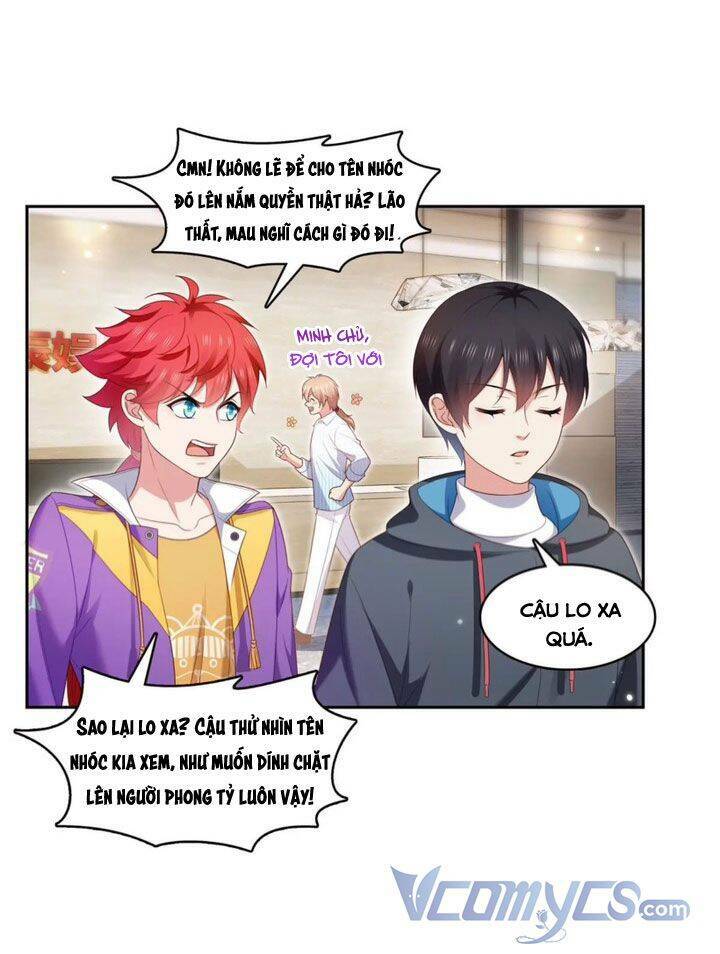 CMN! KHÔNG LẼ ĐỂ CHO TÊN NHÓC
ĐÓ LÊN NẮM QUYỀN THẬT HẢ? LÃO
THẤT, MAU NGHĨ CÁCH GÌ ĐÓ ĐI!
MINH CHỦ,
ĐỢI TÔI VỚI
CẬU LO XA
QUÁ.
SAO LẠI LO XA? CẬU THỬ NHÌN TÊN
NHÓC KIA XEM, NHƯ MUỐN DÍNH CHẶT
LÊN NGƯỜI PHONG TỶ LUÔN VẬY!
VCOMYCS.com